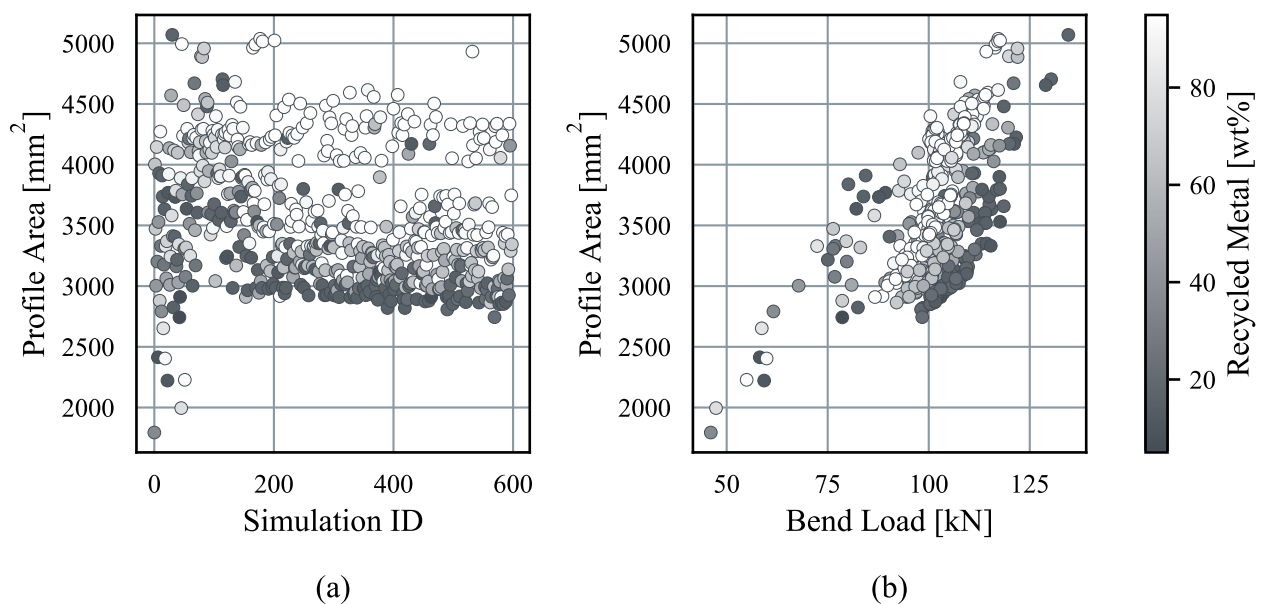 5000
4500
4000
3500
3000
2500
2000
Profile Area [mm²]
0 200 400 600
Simulation ID
(a)
5000
4500
4000
3500
3000
2500
2000
Profile Area [mm²]
50 75 100 125
Bend Load [kN]
(b)
80
60
40
20
Recycled Metal [wt%]